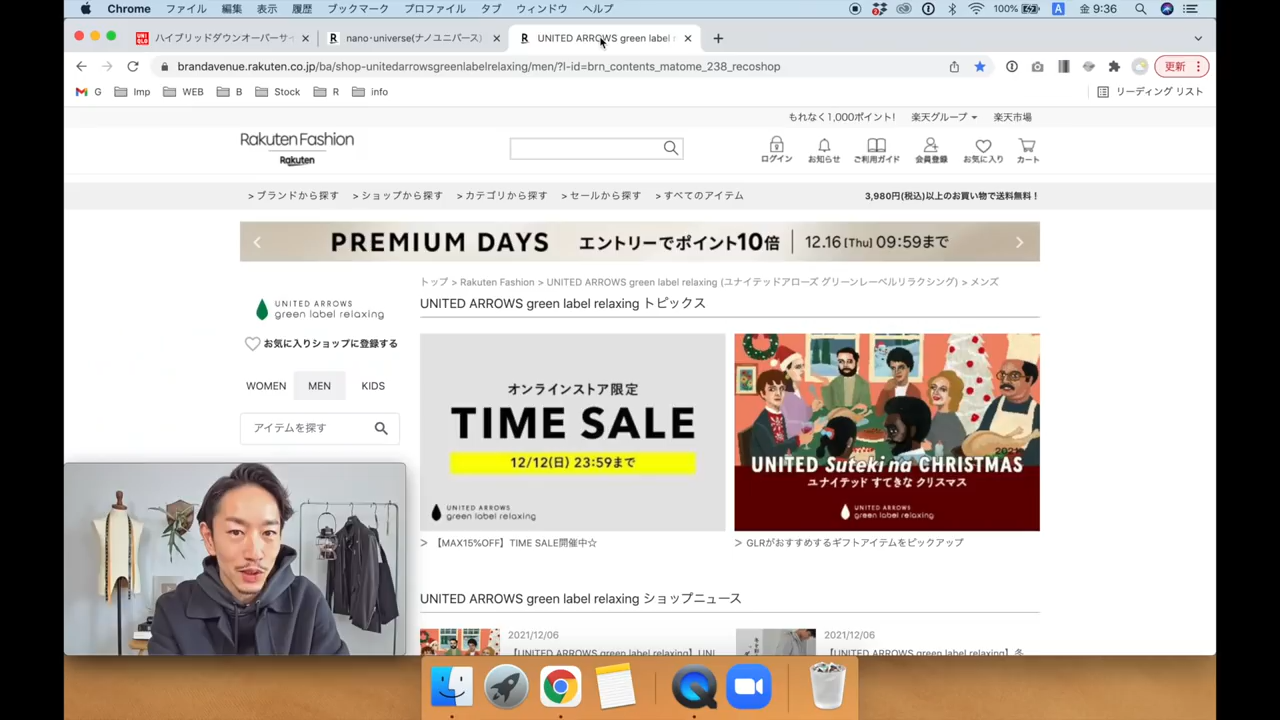 Chrome ファイル 編集 表示 履歴 ブックマーク プロファイル タブ ウィンドウ ヘルプ 100% A 金 9:36
ハイブリッドダウンオーバーサイ nano・universe(ナノユニバース) UNITED ARROWS green label r
brandavenue.rakuten.co.jp/ba/shop-unitedarrowsgreenlabelrelaxing/men/?l-id=brn_contents_matome_238_recoshop 更新
G Imp WEB B Stock R info リーディング リスト
もれなく1,000ポイント! 楽天グループ 楽天市場
Rakuten Fashion
Rakuten
ログイン お知らせ ご利用ガイド 会員登録 お気に入り カート
> ブランドから探す > ショップから探す > カテゴリから探す > セールから探す > すべてのアイテム 3,980円(税込)以上のお買い物で送料無料!
PREMIUM DAYS エントリーでポイント10倍 12.16 [Thu] 09:59まで
トップ > Rakuten Fashion > UNITED ARROWS green label relaxing (ユナイテッドアローズ グリーンレーベルリラクシング) > メンズ
UNITED ARROWS
green label relaxing
UNITED ARROWS green label relaxing トピックス
お気に入りショップに登録する
WOMEN MEN KIDS
アイテムを探す
オンラインストア限定
TIME SALE
12/12(日) 23:59まで
UNITED ARROWS
green label relaxing
2021
UNITED Suteki na CHRISTMAS
ユナイテッド すてきな クリスマス
UNITED ARROWS
green label relaxing
> 【MAX15%OFF】TIME SALE開催中☆
> GLRがおすすめするギフトアイテムをピックアップ
UNITED ARROWS green label relaxing ショップニュース
2021/12/06
【UNITED ARROWS green label relaxing】UNI
2021/12/06
【UNITED ARROWS green label relaxing】冬